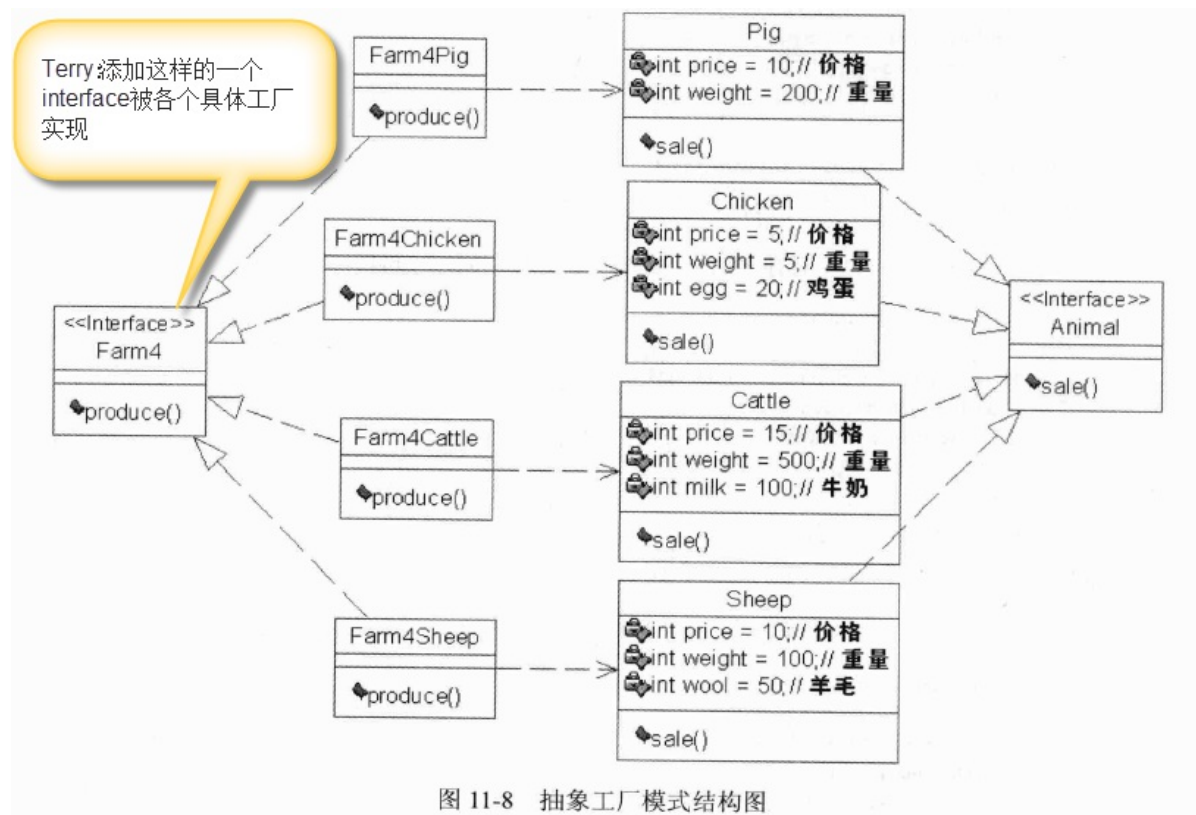 Terry:添加这样的一个
interface被各个具体工厂
实现
Farm4Pig
produce()
Pig
int price = 10;// 价格
int weight = 200;// 重量
sale()
Farm4Chicken
produce()
Chicken
int price = 5;// 价格
int weight = 5;// 重量
int egg = 20;// 鸡蛋
sale()
<<Interface>>
Farm4
produce()
<<Interface>>
Animal
sale()
Farm4Cattle
produce()
Cattle
int price = 15;// 价格
int weight = 500;// 重量
int milk = 100;// 牛奶
sale()
Farm4Sheep
produce()
Sheep
int price = 10;// 价格
int weight = 100;// 重量
int wool = 50;// 羊毛
sale()
图 11-8 抽象工厂模式结构图